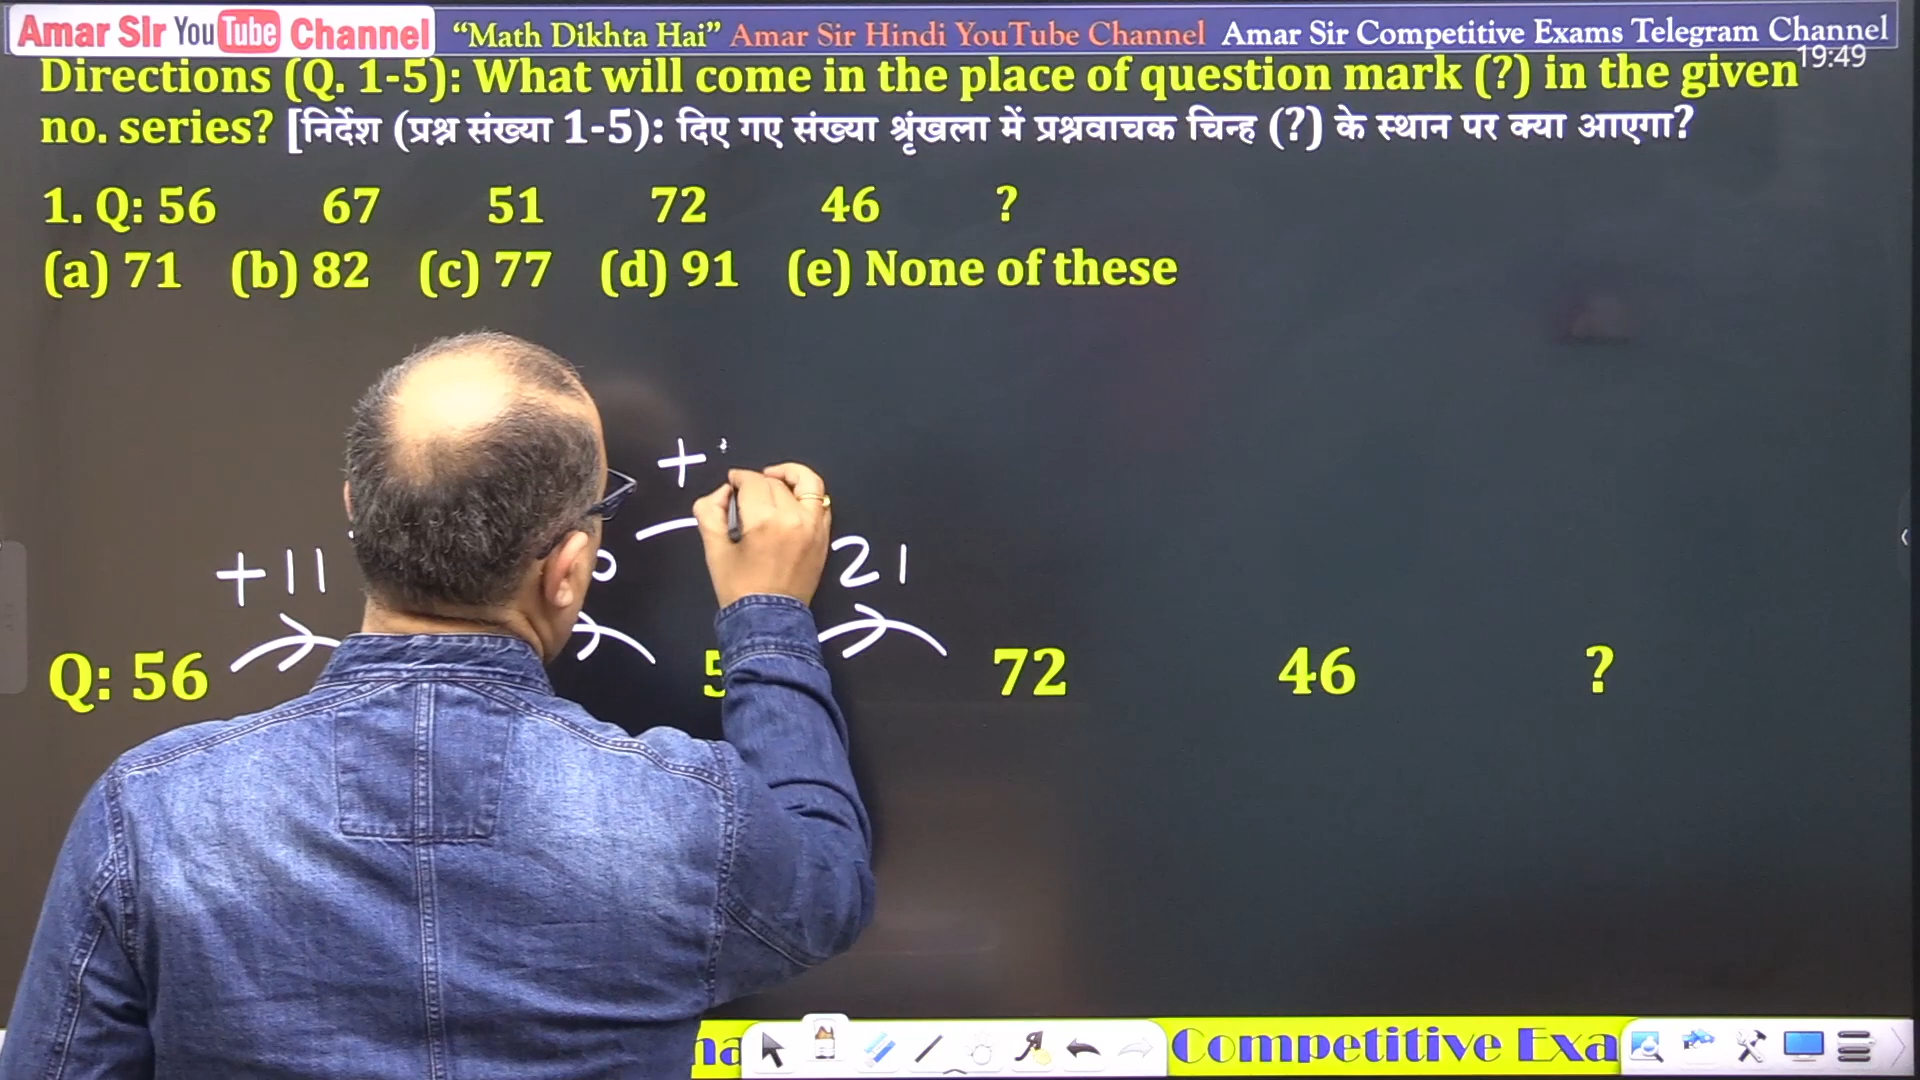 Amar Sir YouTube Channel "Math Dikhta Hai" Amar Sir Hindi YouTube Channel Amar Sir Competitive Exams Telegram Channel
19:49
Directions (Q. 1-5): What will come in the place of question mark (?) in the given
no. series? [निर्देश (प्रश्न संख्या 1-5): दिए गए संख्या श्रृंखला में प्रश्नवाचक चिन्ह (?) के स्थान पर क्या आएगा?
1. Q: 56 67 51 72 46 ?
(a) 71 (b) 82 (c) 77 (d) 91 (e) None of these
+
+11 21
Q: 56 72 46 ?
Competitive Exa